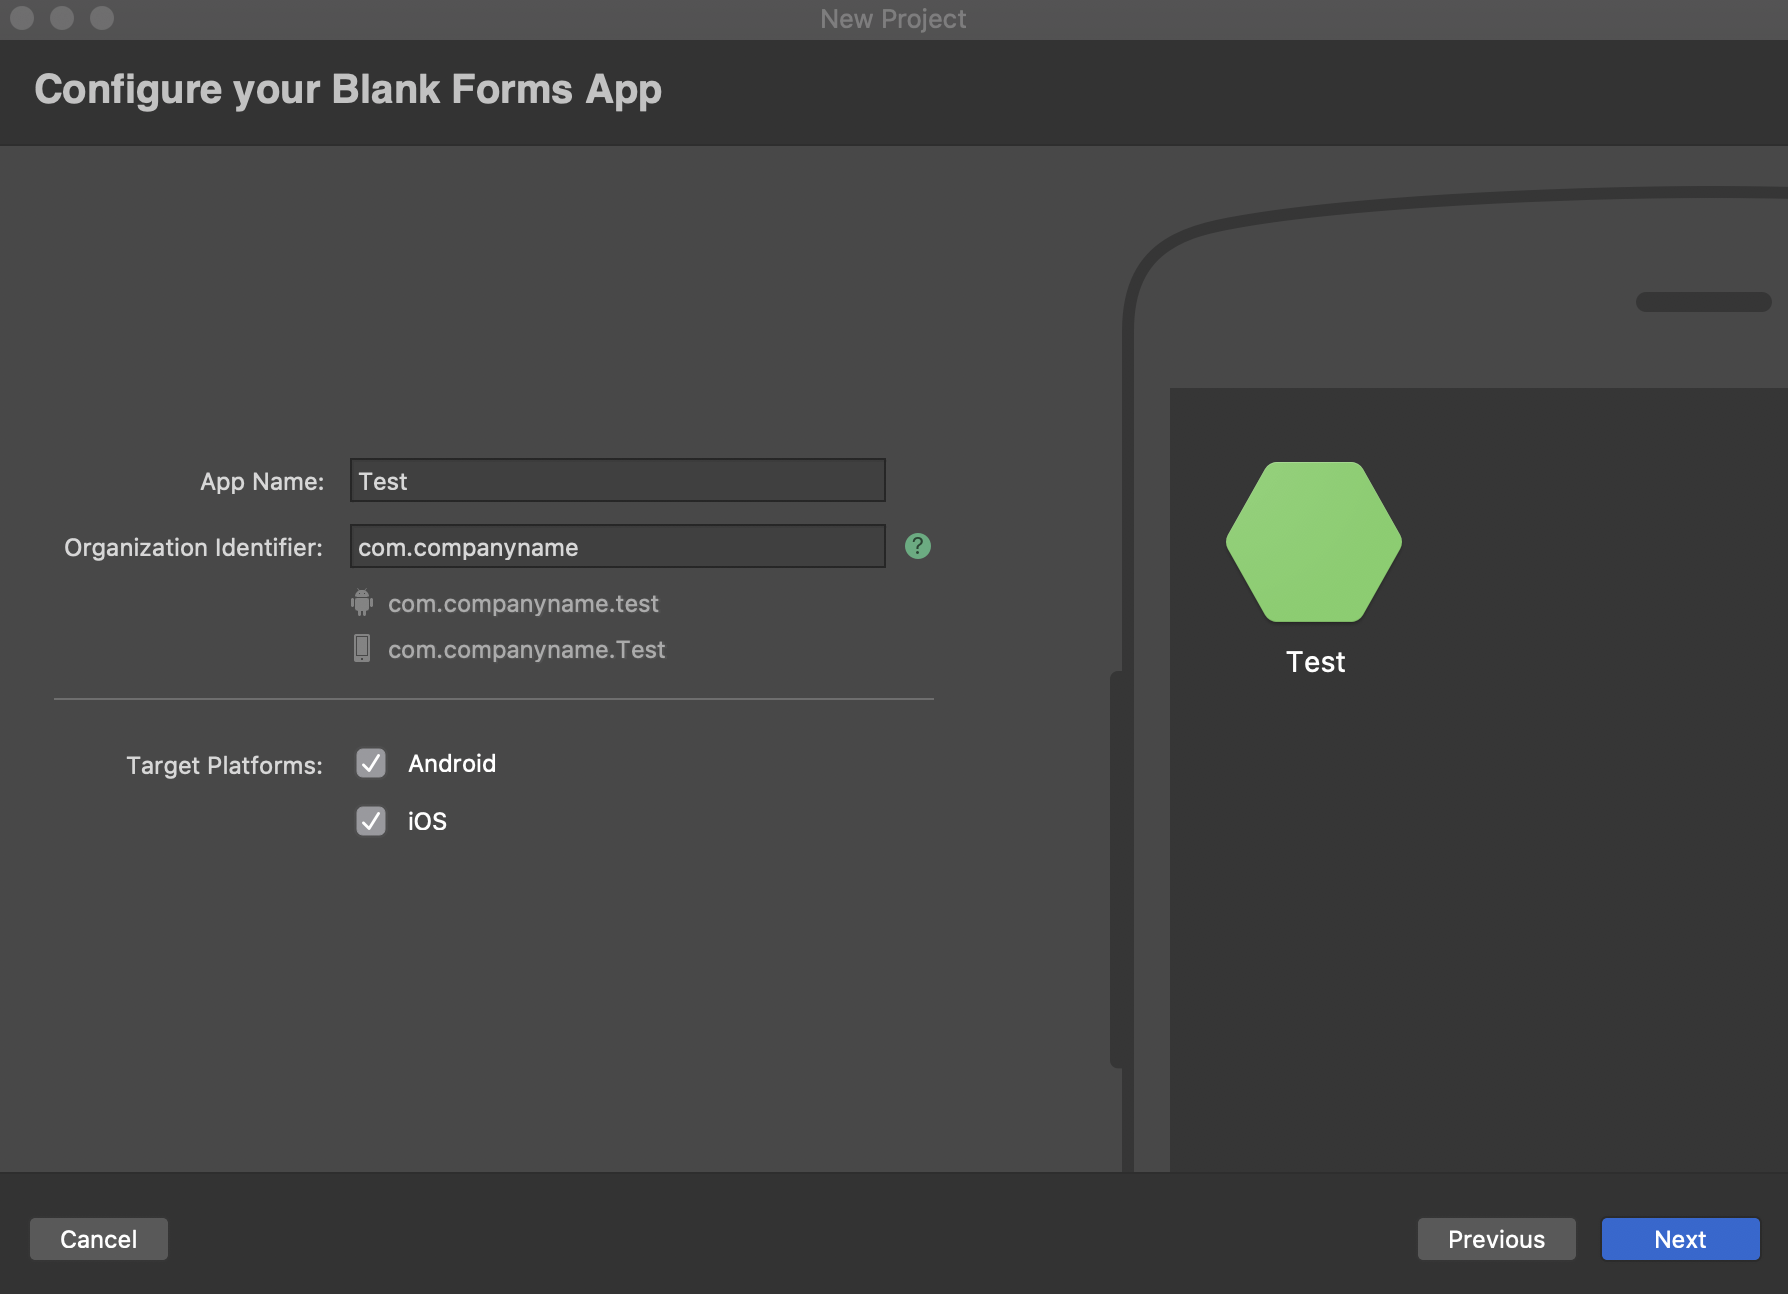 New Project
Configure your Blank Forms App
App Name: Test
Organization Identifier: com.companyname ?
com.companyname.test
com.companyname.Test
Test
Target Platforms: Android
iOS
Cancel Previous Next